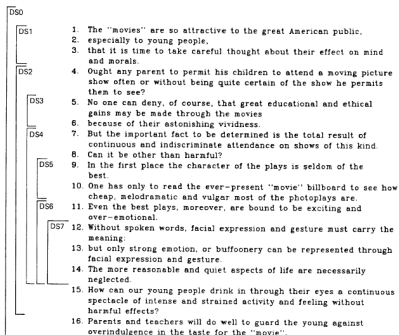 DS0
DS1 1. The "movies" are so attractive to the great American public,
2. especially to young people,
3. that it is time to take careful thought about their effect on mind
and morals.
DS2 4. Ought any parent to permit his children to attend a moving picture
show often or without being quite certain of the show he permits
them to see?
DS3 5. No one can deny, of course, that great educational and ethical
gains may be made through the movies
6. because of their astonishing vividness.
DS4 7. But the important fact to be determined is the total result of
continuous and indiscriminate attendance on shows of this kind.
8. Can it be other than harmful?
DS5 9. In the first place the character of the plays is seldom of the
best.
10. One has only to read the ever-present "movie" billboard to see how
cheap, melodramatic and vulgar most of the photoplays are.
DS6 11. Even the best plays, moreover, are bound to be exciting and
over-emotional.
DS7 12. Without spoken words, facial expression and gesture must carry the
meaning:
13. but only strong emotion, or buffoonery can be represented through
facial expression and gesture.
14. The more reasonable and quiet aspects of life are necessarily
neglected.
15. How can our young people drink in through their eyes a continuous
spectacle of intense and strained activity and feeling without
harmful effects?
16. Parents and teachers will do well to guard the young against
overindulgence in the taste for the "movie".